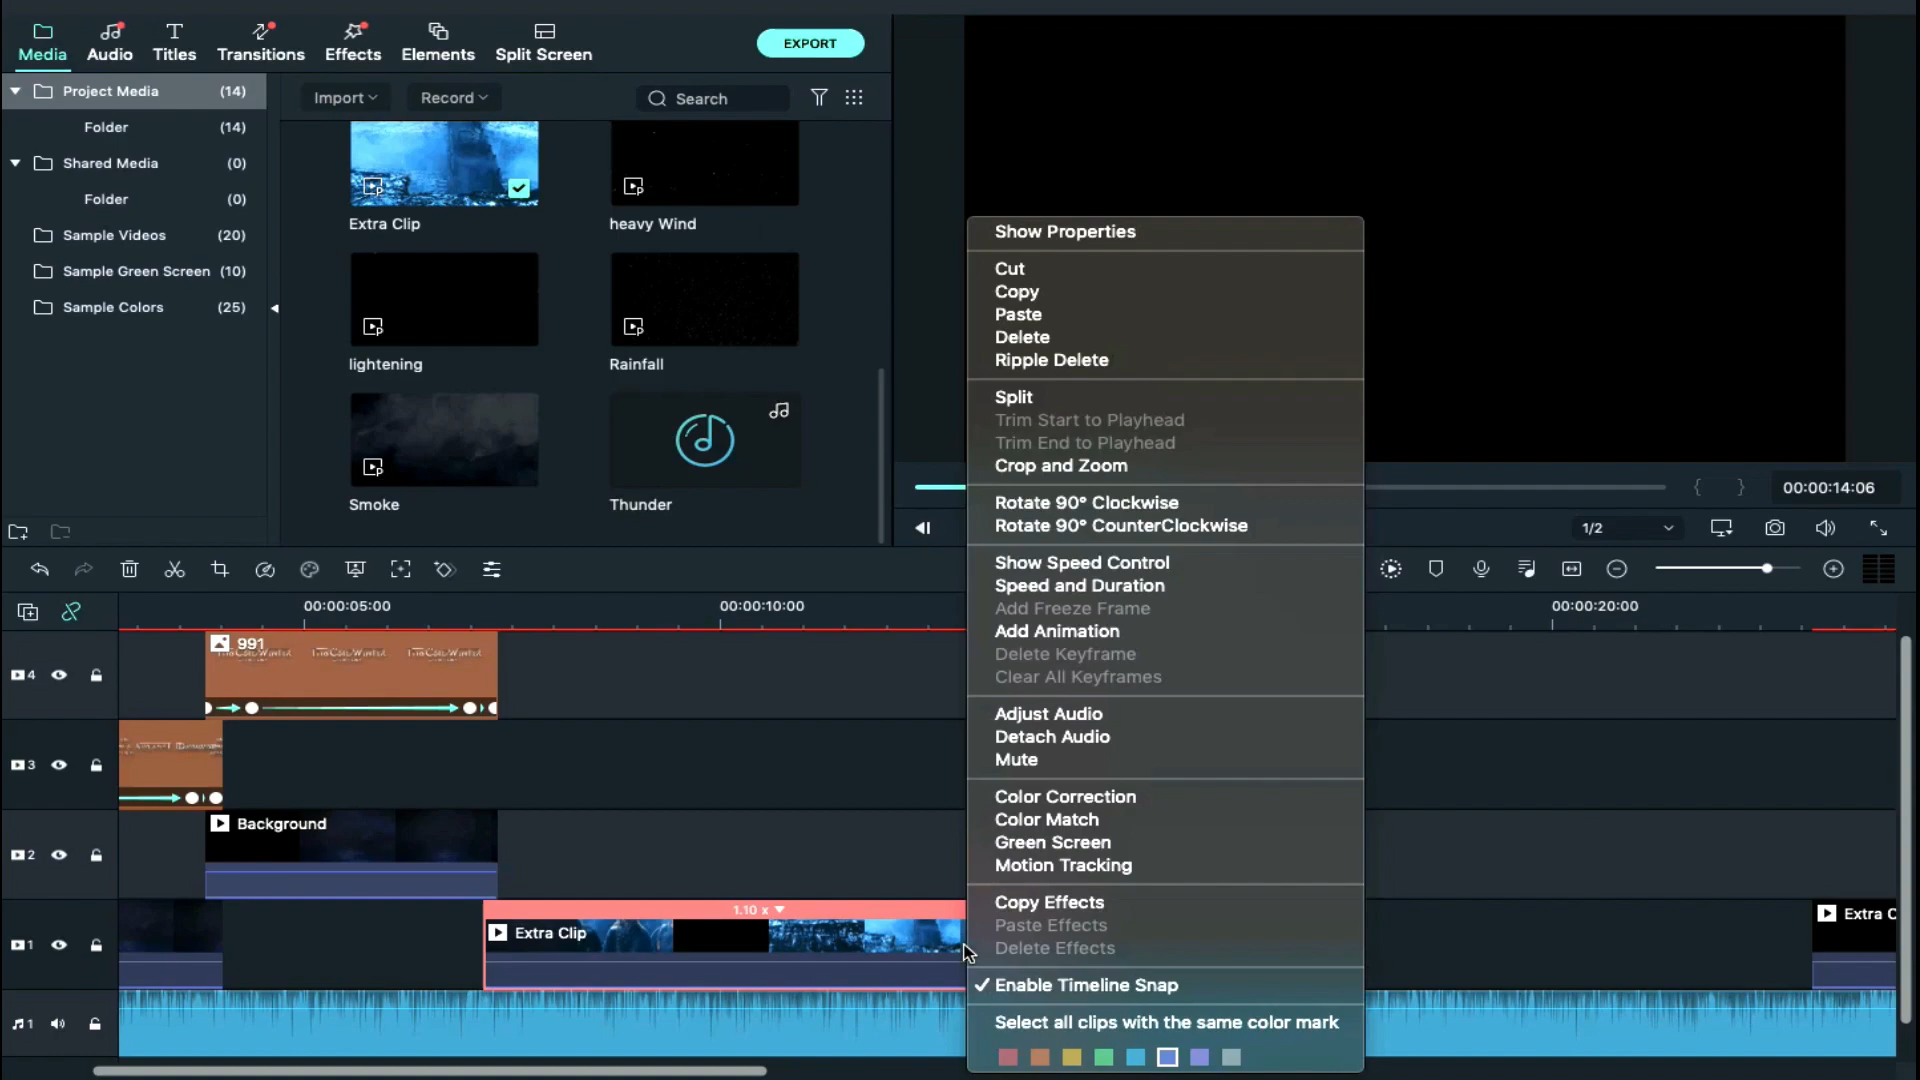 Media
Audio
Titles
Transitions
Effects
Elements
Split Screen
EXPORT
Project Media (14)
Folder (14)
Shared Media (0)
Folder (0)
Sample Videos (20)
Sample Green Screen (10)
Sample Colors (25)
Import
Record
Search
Extra Clip
heavy Wind
lightening
Rainfall
Smoke
Thunder
Show Properties
Cut
Copy
Paste
Delete
Ripple Delete
Split
Trim Start to Playhead
Trim End to Playhead
Crop and Zoom
Rotate 90° Clockwise
Rotate 90° CounterClockwise
Show Speed Control
Speed and Duration
Add Freeze Frame
Add Animation
Delete Keyframe
Clear All Keyframes
Adjust Audio
Detach Audio
Mute
Color Correction
Color Match
Green Screen
Motion Tracking
Copy Effects
Paste Effects
Delete Effects
✓ Enable Timeline Snap
Select all clips with the same color mark
{ }
00:00:14:06
1/2
00:00:05:00
00:00:10:00
00:00:20:00
4
991
3
2
Background
1
1.10 x
Extra Clip
Extra C
1